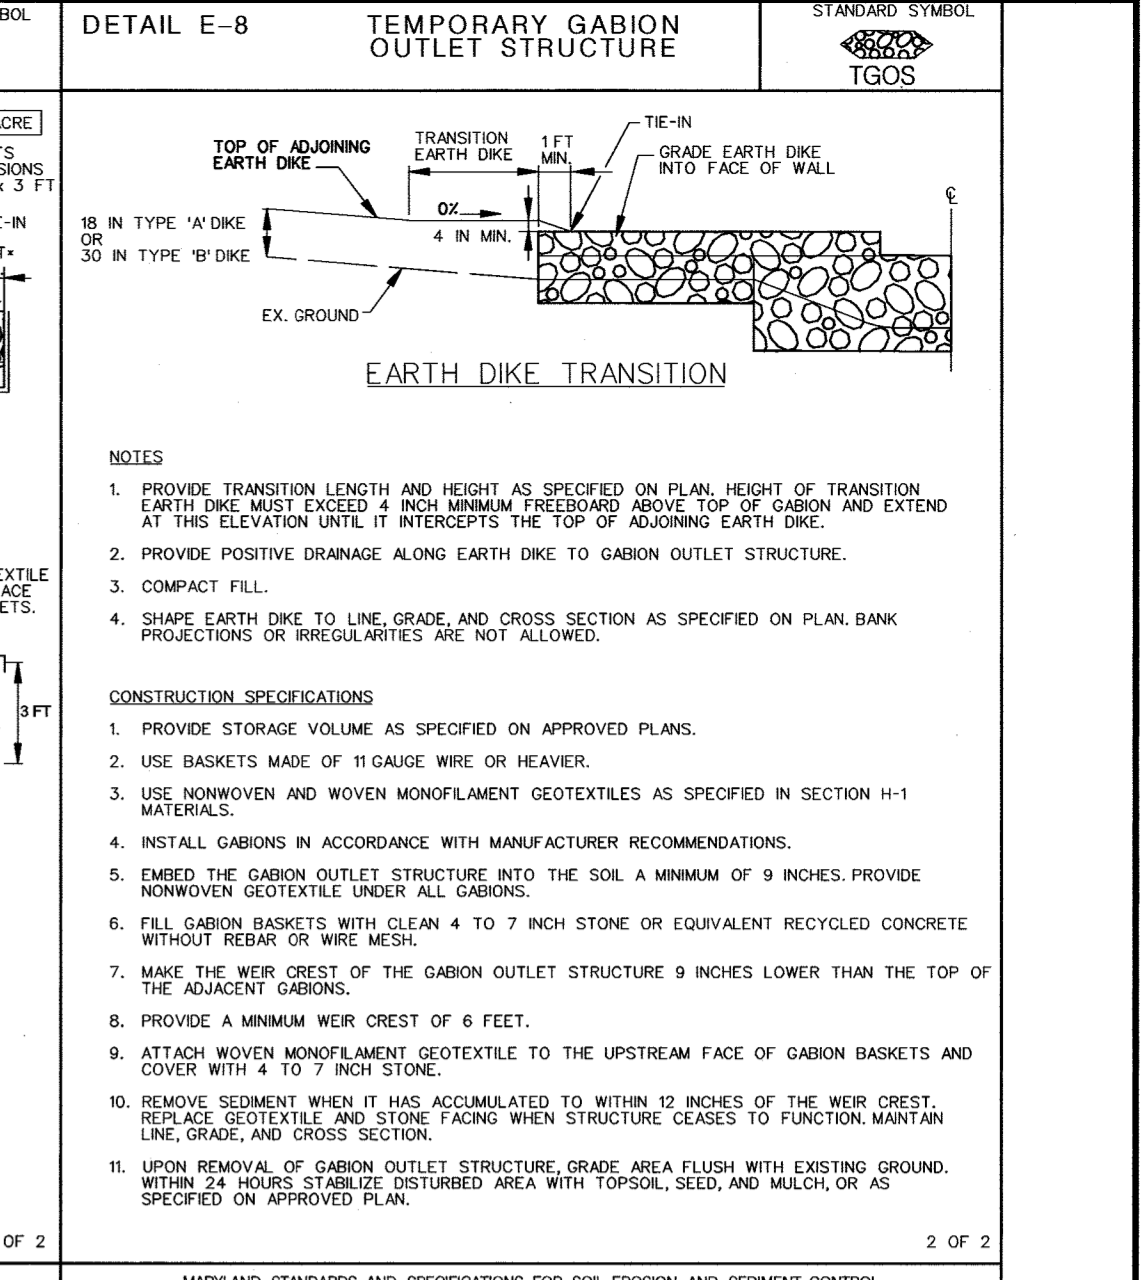 BOL
ACRE
TS
SIONS
x 3 FT
E-IN
T*
EXTILE
ACE
ETS.
3 FT
OF 2
DETAIL E-8
TEMPORARY GABION
OUTLET STRUCTURE
STANDARD SYMBOL
TGOS
TOP OF ADJOINING
EARTH DIKE
TRANSITION
EARTH DIKE
1 FT
MIN.
TIE-IN
GRADE EARTH DIKE
INTO FACE OF WALL
℄
0%
4 IN MIN.
18 IN TYPE 'A' DIKE
OR
30 IN TYPE 'B' DIKE
EX. GROUND
EARTH DIKE TRANSITION
NOTES
1. PROVIDE TRANSITION LENGTH AND HEIGHT AS SPECIFIED ON PLAN. HEIGHT OF TRANSITION
EARTH DIKE MUST EXCEED 4 INCH MINIMUM FREEBOARD ABOVE TOP OF GABION AND EXTEND
AT THIS ELEVATION UNTIL IT INTERCEPTS THE TOP OF ADJOINING EARTH DIKE.
2. PROVIDE POSITIVE DRAINAGE ALONG EARTH DIKE TO GABION OUTLET STRUCTURE.
3. COMPACT FILL.
4. SHAPE EARTH DIKE TO LINE, GRADE, AND CROSS SECTION AS SPECIFIED ON PLAN. BANK
PROJECTIONS OR IRREGULARITIES ARE NOT ALLOWED.
CONSTRUCTION SPECIFICATIONS
1. PROVIDE STORAGE VOLUME AS SPECIFIED ON APPROVED PLANS.
2. USE BASKETS MADE OF 11 GAUGE WIRE OR HEAVIER.
3. USE NONWOVEN AND WOVEN MONOFILAMENT GEOTEXTILES AS SPECIFIED IN SECTION H-1
MATERIALS.
4. INSTALL GABIONS IN ACCORDANCE WITH MANUFACTURER RECOMMENDATIONS.
5. EMBED THE GABION OUTLET STRUCTURE INTO THE SOIL A MINIMUM OF 9 INCHES. PROVIDE
NONWOVEN GEOTEXTILE UNDER ALL GABIONS.
6. FILL GABION BASKETS WITH CLEAN 4 TO 7 INCH STONE OR EQUIVALENT RECYCLED CONCRETE
WITHOUT REBAR OR WIRE MESH.
7. MAKE THE WEIR CREST OF THE GABION OUTLET STRUCTURE 9 INCHES LOWER THAN THE TOP OF
THE ADJACENT GABIONS.
8. PROVIDE A MINIMUM WEIR CREST OF 6 FEET.
9. ATTACH WOVEN MONOFILAMENT GEOTEXTILE TO THE UPSTREAM FACE OF GABION BASKETS AND
COVER WITH 4 TO 7 INCH STONE.
10. REMOVE SEDIMENT WHEN IT HAS ACCUMULATED TO WITHIN 12 INCHES OF THE WEIR CREST.
REPLACE GEOTEXTILE AND STONE FACING WHEN STRUCTURE CEASES TO FUNCTION. MAINTAIN
LINE, GRADE, AND CROSS SECTION.
11. UPON REMOVAL OF GABION OUTLET STRUCTURE, GRADE AREA FLUSH WITH EXISTING GROUND.
WITHIN 24 HOURS STABILIZE DISTURBED AREA WITH TOPSOIL, SEED, AND MULCH, OR AS
SPECIFIED ON APPROVED PLAN.
2 OF 2
MARYLAND STANDARDS AND SPECIFICATIONS FOR SOIL EROSION AND SEDIMENT CONTROL